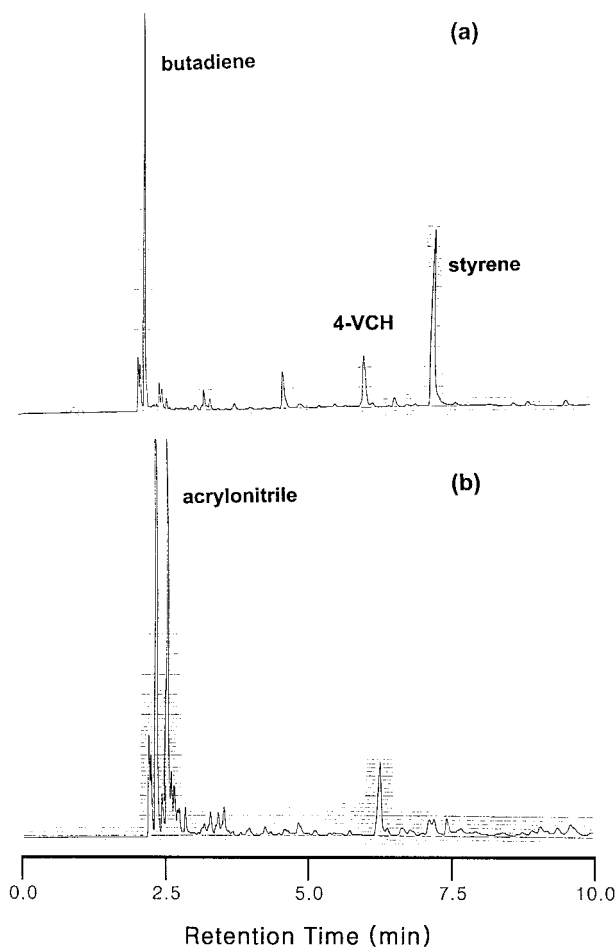 (a)
butadiene
styrene
4-VCH
(b)
acrylonitrile
0.0 2.5 5.0 7.5 10.0
Retention Time (min)